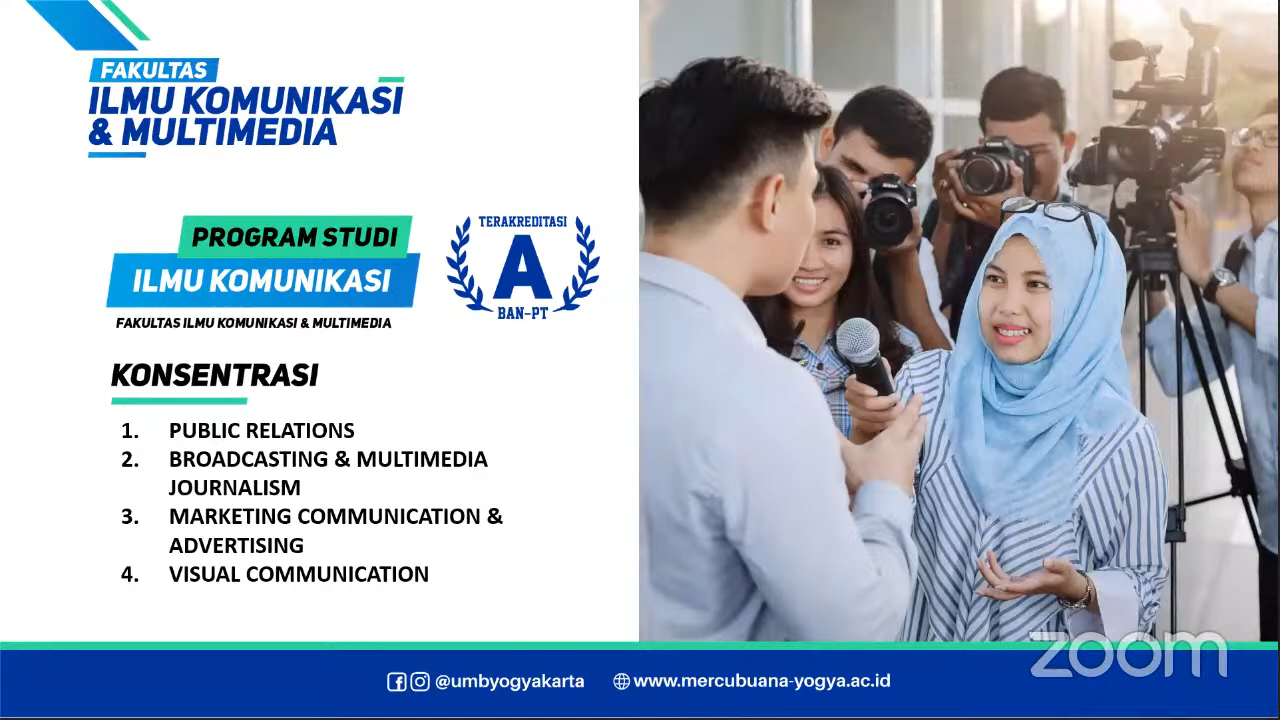 FAKULTAS
ILMU KOMUNIKASI
& MULTIMEDIA
PROGRAM STUDI
ILMU KOMUNIKASI
FAKULTAS ILMU KOMUNIKASI & MULTIMEDIA
TERAKREDITASI
A
BAN-PT
KONSENTRASI
1. PUBLIC RELATIONS
2. BROADCASTING & MULTIMEDIA
JOURNALISM
3. MARKETING COMMUNICATION &
ADVERTISING
4. VISUAL COMMUNICATION
@umbyogyakarta
www.mercubuana-yogya.ac.id
zoom